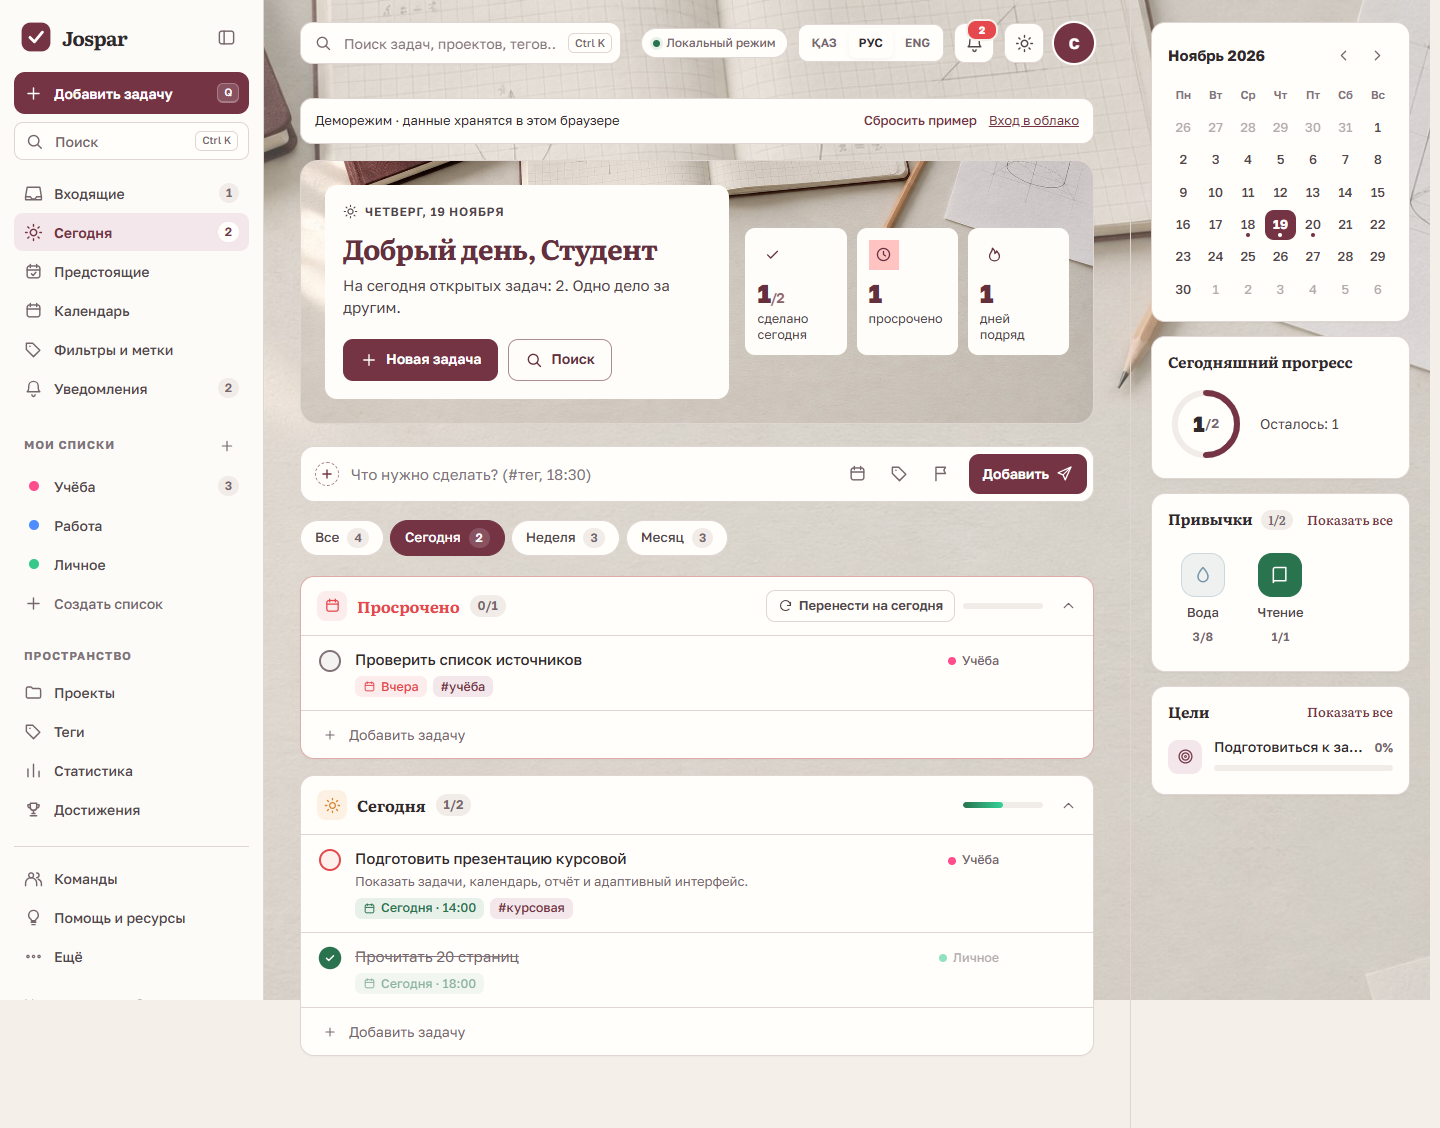 Jospar
Добавить задачу Q
Поиск Ctrl K
Входящие 1
Сегодня 2
Предстоящие
Календарь
Фильтры и метки
Уведомления 2
МОИ СПИСКИ
Учёба 3
Работа
Личное
Создать список
ПРОСТРАНСТВО
Проекты
Теги
Статистика
Достижения
Команды
Помощь и ресурсы
Ещё
Поиск задач, проектов, тегов.. Ctrl K
Локальный режим
ҚАЗ РУС ENG
2
С
Деморежим · данные хранятся в этом браузере
Сбросить пример Вход в облако
ЧЕТВЕРГ, 19 НОЯБРЯ
Добрый день, Студент
На сегодня открытых задач: 2. Одно дело за
другим.
Новая задача Поиск
1/2
сделано
сегодня
1
просрочено
1
дней
подряд
Что нужно сделать? (#тег, 18:30)
Добавить
Все 4 Сегодня 2 Неделя 3 Месяц 3
Просрочено 0/1 Перенести на сегодня
Проверить список источников Учёба
Вчера #учёба
Добавить задачу
Сегодня 1/2
Подготовить презентацию курсовой Учёба
Показать задачи, календарь, отчёт и адаптивный интерфейс.
Сегодня · 14:00 #курсовая
Прочитать 20 страниц Личное
Сегодня · 18:00
Добавить задачу
Ноябрь 2026
Пн Вт Ср Чт Пт Сб Вс
26 27 28 29 30 31 1
2 3 4 5 6 7 8
9 10 11 12 13 14 15
16 17 18 19 20 21 22
23 24 25 26 27 28 29
30 1 2 3 4 5 6
Сегодняшний прогресс
1/2 Осталось: 1
Привычки 1/2 Показать все
Вода Чтение
3/8 1/1
Цели Показать все
Подготовиться к за... 0%